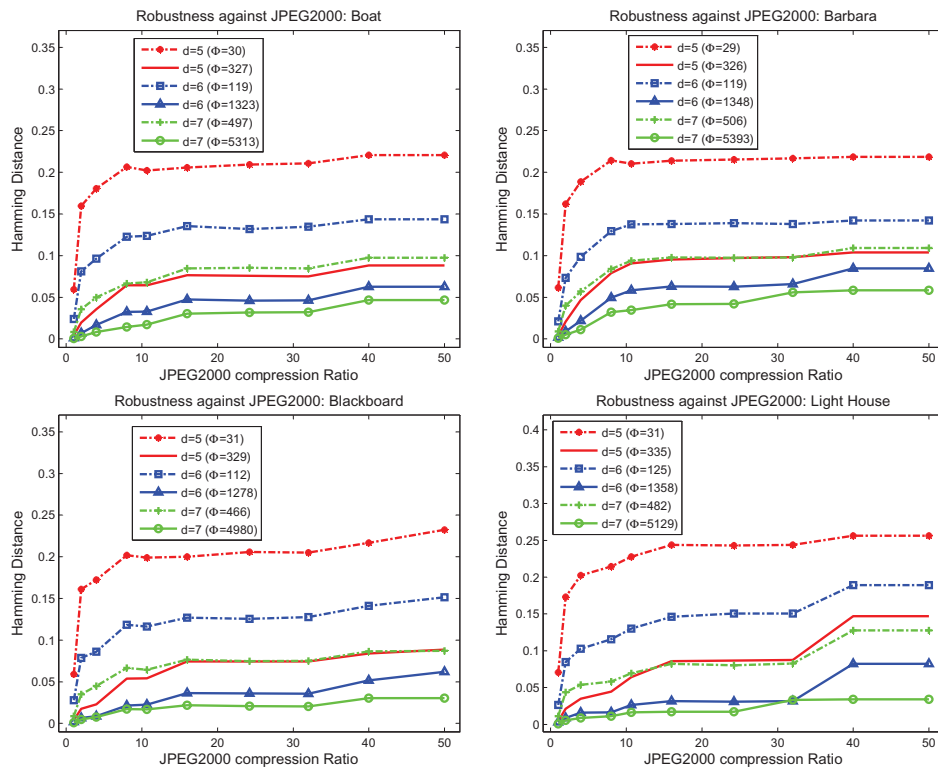 Robustness against JPEG2000: Boat
0.35
0.3
0.25
0.2
0.15
0.1
0.05
0
Hamming Distance
d=5 (Φ=30)
d=5 (Φ=327)
d=6 (Φ=119)
d=6 (Φ=1323)
d=7 (Φ=497)
d=7 (Φ=5313)
0 10 20 30 40 50
JPEG2000 compression Ratio
Robustness against JPEG2000: Barbara
0.35
0.3
0.25
0.2
0.15
0.1
0.05
0
Hamming Distance
d=5 (Φ=29)
d=5 (Φ=326)
d=6 (Φ=119)
d=6 (Φ=1348)
d=7 (Φ=506)
d=7 (Φ=5393)
0 10 20 30 40 50
JPEG2000 compression Ratio
Robustness against JPEG2000: Blackboard
0.35
0.3
0.25
0.2
0.15
0.1
0.05
0
Hamming Distance
d=5 (Φ=31)
d=5 (Φ=329)
d=6 (Φ=112)
d=6 (Φ=1278)
d=7 (Φ=466)
d=7 (Φ=4980)
0 10 20 30 40 50
JPEG2000 compression Ratio
Robustness against JPEG2000: Light House
0.4
0.35
0.3
0.25
0.2
0.15
0.1
0.05
0
Hamming Distance
d=5 (Φ=31)
d=5 (Φ=335)
d=6 (Φ=125)
d=6 (Φ=1358)
d=7 (Φ=482)
d=7 (Φ=5129)
0 10 20 30 40 50
JPEG2000 compression Ratio